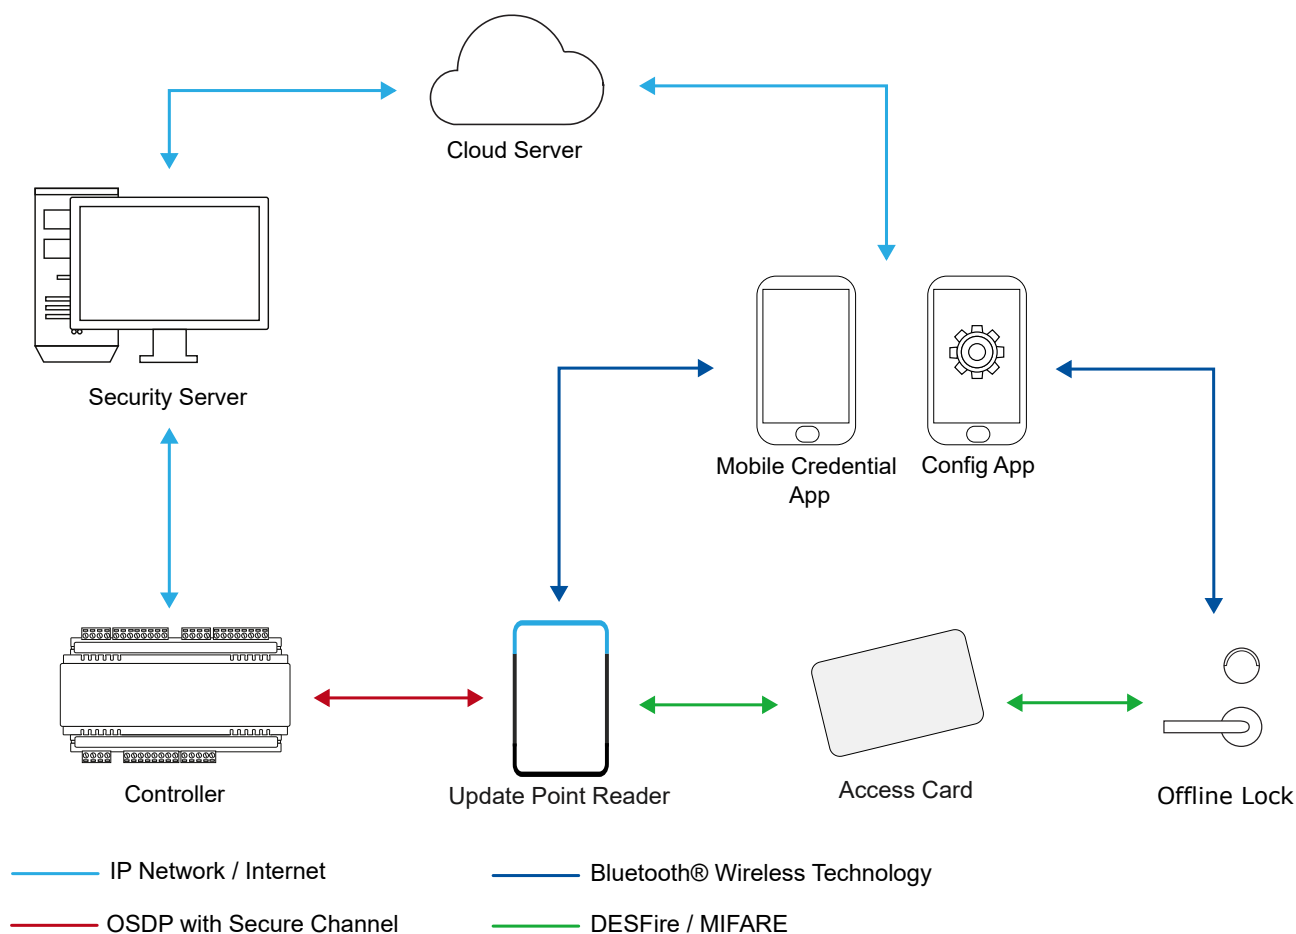 Cloud Server
Security Server
Mobile Credential
App
Config App
Controller
Update Point Reader
Access Card
Offline Lock
IP Network / Internet
Bluetooth® Wireless Technology
OSDP with Secure Channel
DESFire / MIFARE